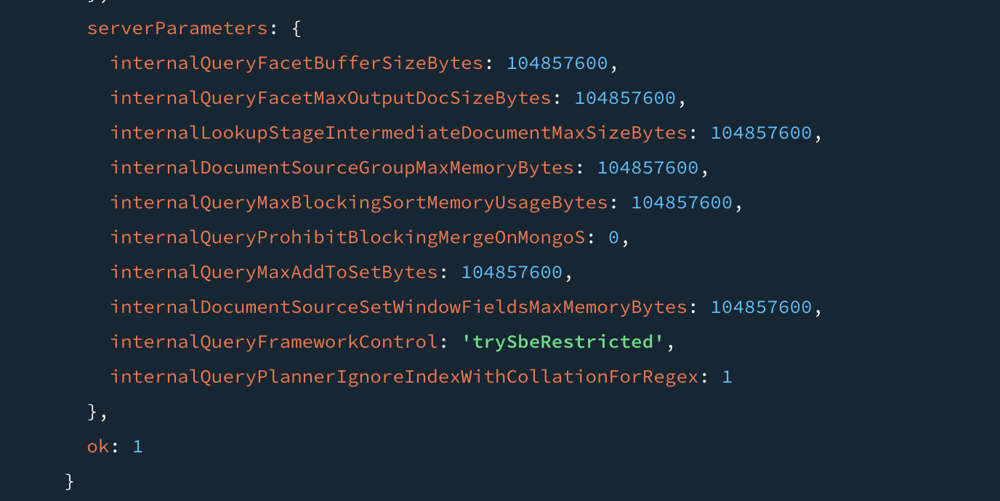 },
serverParameters: {
internalQueryFacetBufferSizeBytes: 104857600,
internalQueryFacetMaxOutputDocSizeBytes: 104857600,
internalLookupStageIntermediateDocumentMaxSizeBytes: 104857600,
internalDocumentSourceGroupMaxMemoryBytes: 104857600,
internalQueryMaxBlockingSortMemoryUsageBytes: 104857600,
internalQueryProhibitBlockingMergeOnMongoS: 0,
internalQueryMaxAddToSetBytes: 104857600,
internalDocumentSourceSetWindowFieldsMaxMemoryBytes: 104857600,
internalQueryFrameworkControl: 'trySbeRestricted',
internalQueryPlannerIgnoreIndexWithCollationForRegex: 1
},
ok: 1
}